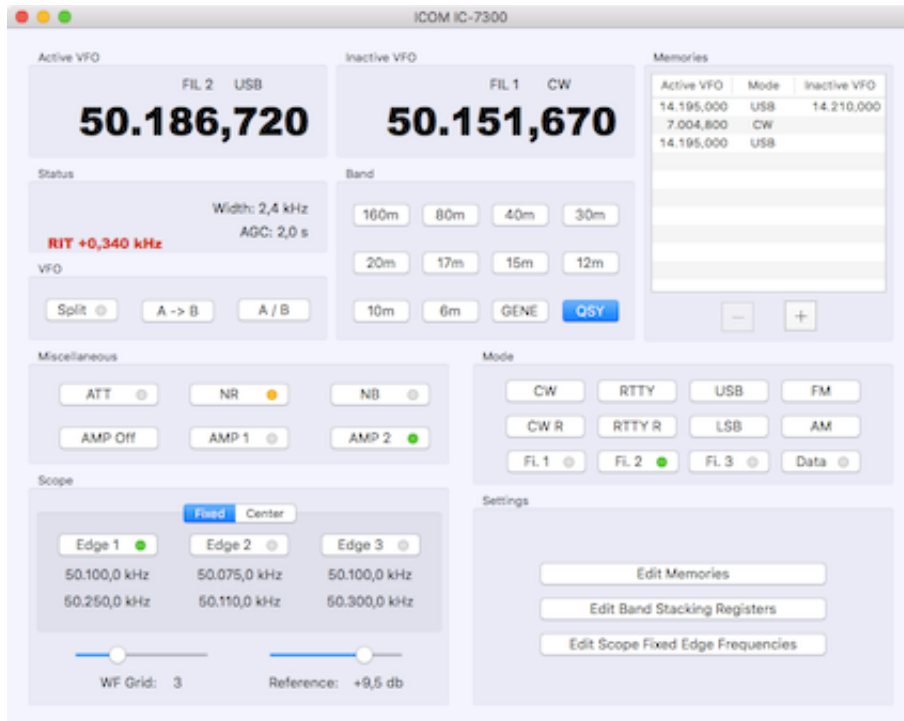 ICOM IC-7300
Active VFO
FIL 2 USB
50.186,720
Inactive VFO
FIL 1 CW
50.151,670
Memories
Active VFO Mode Inactive VFO
14.195,000 USB 14.210,000
7.004,800 CW
14.195,000 USB
− +
Status
Width: 2,4 kHz
AGC: 2,0 s
RIT +0,340 kHz
Band
160m 80m 40m 30m
20m 17m 15m 12m
10m 6m GENE QSY
VFO
Split A -> B A / B
Miscellaneous
ATT NR NB
AMP Off AMP 1 AMP 2
Mode
CW RTTY USB FM
CW R RTTY R LSB AM
Fi. 1 Fi. 2 Fi. 3 Data
Scope
Fixed Center
Edge 1 Edge 2 Edge 3
50.100,0 kHz 50.075,0 kHz 50.100,0 kHz
50.250,0 kHz 50.110,0 kHz 50.300,0 kHz
WF Grid: 3 Reference: +9,5 db
Settings
Edit Memories
Edit Band Stacking Registers
Edit Scope Fixed Edge Frequencies